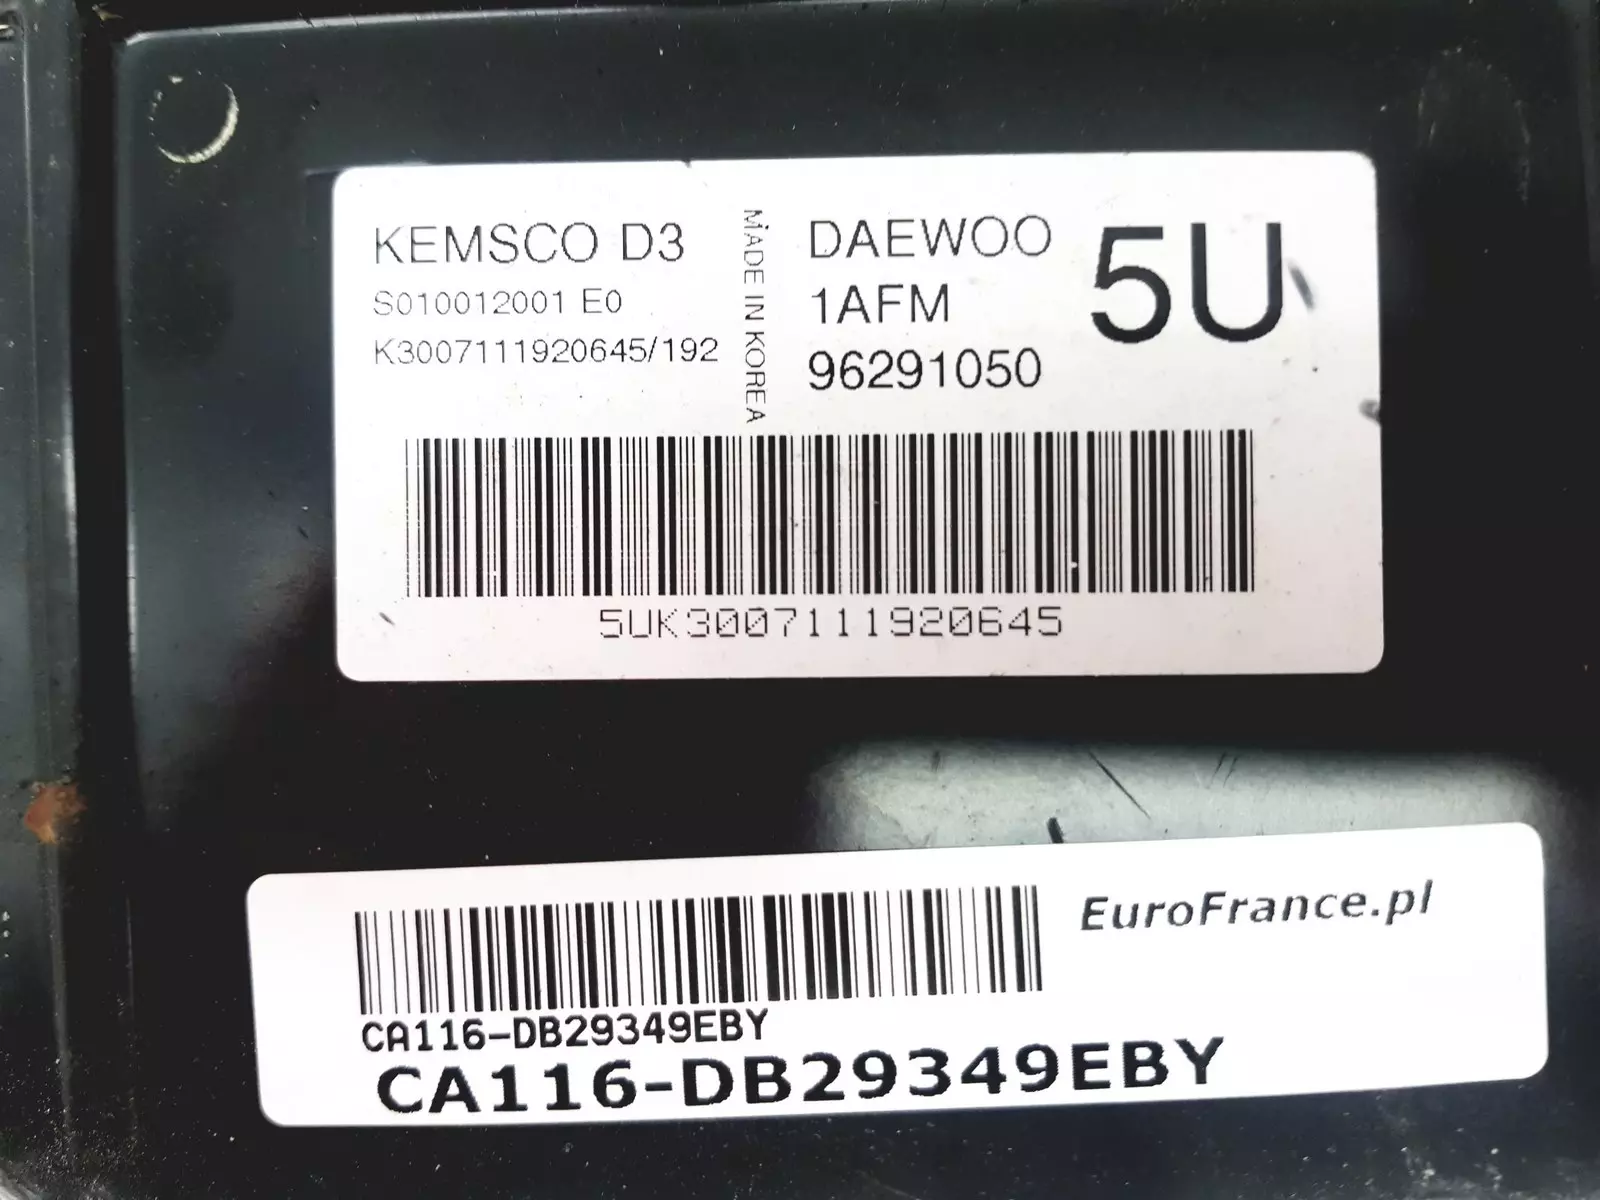 KEMSCO D3
S010012001 E0
K3007111920645/192
MADE IN KOREA
DAEWOO
1AFM
96291050
5U
5UK3007111920645
EuroFrance.pl
CA116-DB29349EBY
CA116-DB29349EBY